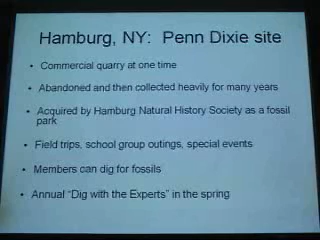 Hamburg, NY: Penn Dixie site
• Commercial quarry at one time
• Abandoned and then collected heavily for many years
• Acquired by Hamburg Natural History Society as a fossil
park
• Field trips, school group outings, special events
• Members can dig for fossils
• Annual "Dig with the Experts" in the spring